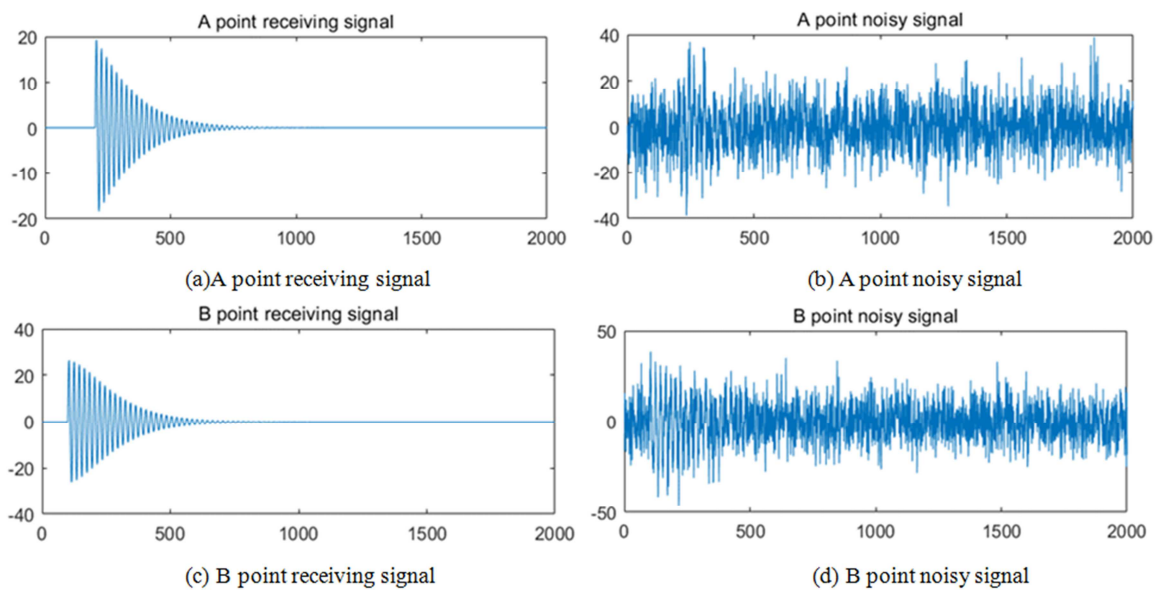 A point receiving signal
20
10
0
-10
-20
0 500 1000 1500 2000
(a)A point receiving signal
A point noisy signal
40
20
0
-20
-40
0 500 1000 1500 2000
(b) A point noisy signal
B point receiving signal
40
20
0
-20
-40
0 500 1000 1500 2000
(c) B point receiving signal
B point noisy signal
50
0
-50
0 500 1000 1500 2000
(d) B point noisy signal